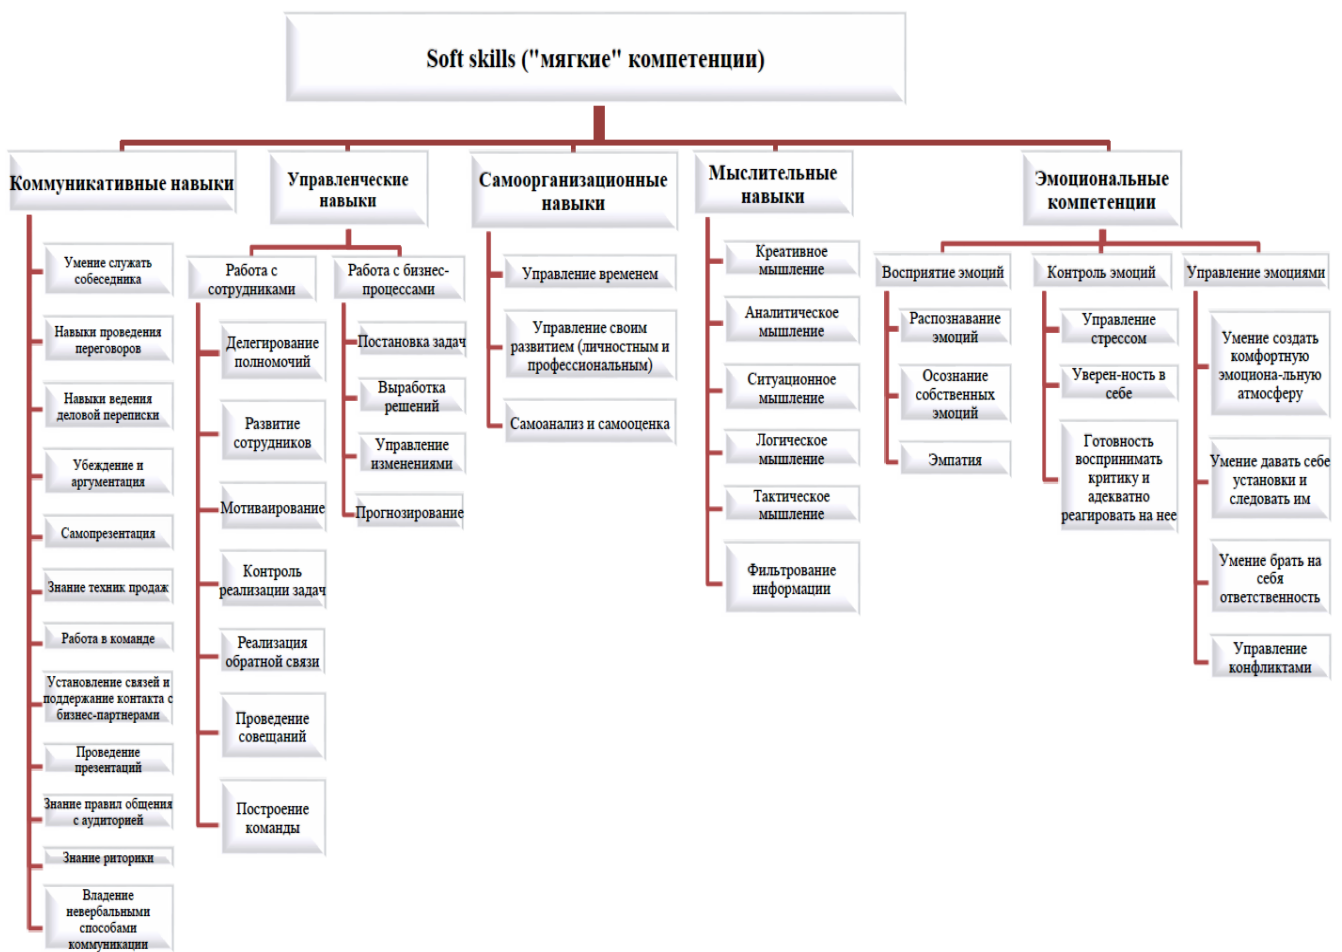 Soft skills ("мягкие" компетенции)
Коммуникативные навыки
Умение служать
собеседника
Навыки проведения
переговоров
Навыки ведения
деловой переписки
Убеждение и
аргументация
Самопрезентация
Знание техник продаж
Работа в команде
Установление связей и
поддержание контакта с
бизнес-партнерами
Проведение
презентаций
Знание правил общения
с аудиторией
Знание риторики
Владение
невербальными
способами
коммуникации
Управленческие
навыки
Работа с
сотрудниками
Делегирование
полномочий
Развитие
сотрудников
Мотиваирование
Контроль
реализации задач
Реализация
обратной связи
Проведение
совещаний
Построение
команды
Работа с бизнес-
процессами
Постановка задач
Выработка
решений
Управление
изменениями
Прогнозирование
Самоорганизационные
навыки
Управление временем
Управление своим
развитием (личностным и
профессиональным)
Самоанализ и самооценка
Мыслительные
навыки
Креативное
мышление
Аналитическое
мышление
Ситуационное
мышление
Логическое
мышление
Тактическое
мышление
Фильтрование
информации
Эмоциональные
компетенции
Восприятие эмоций
Распознавание
эмоций
Осознание
собственных
эмоций
Эмпатия
Контроль эмоций
Управление
стрессом
Уверен-ность в
себе
Готовность
воспринимать
критику и
адекватно
реагировать на нее
Управление эмоциями
Умение создать
комфортную
эмоциона-льную
атмосферу
Умение давать себе
установки и
следовать им
Умение брать на
себя
ответственность
Управление
конфликтами